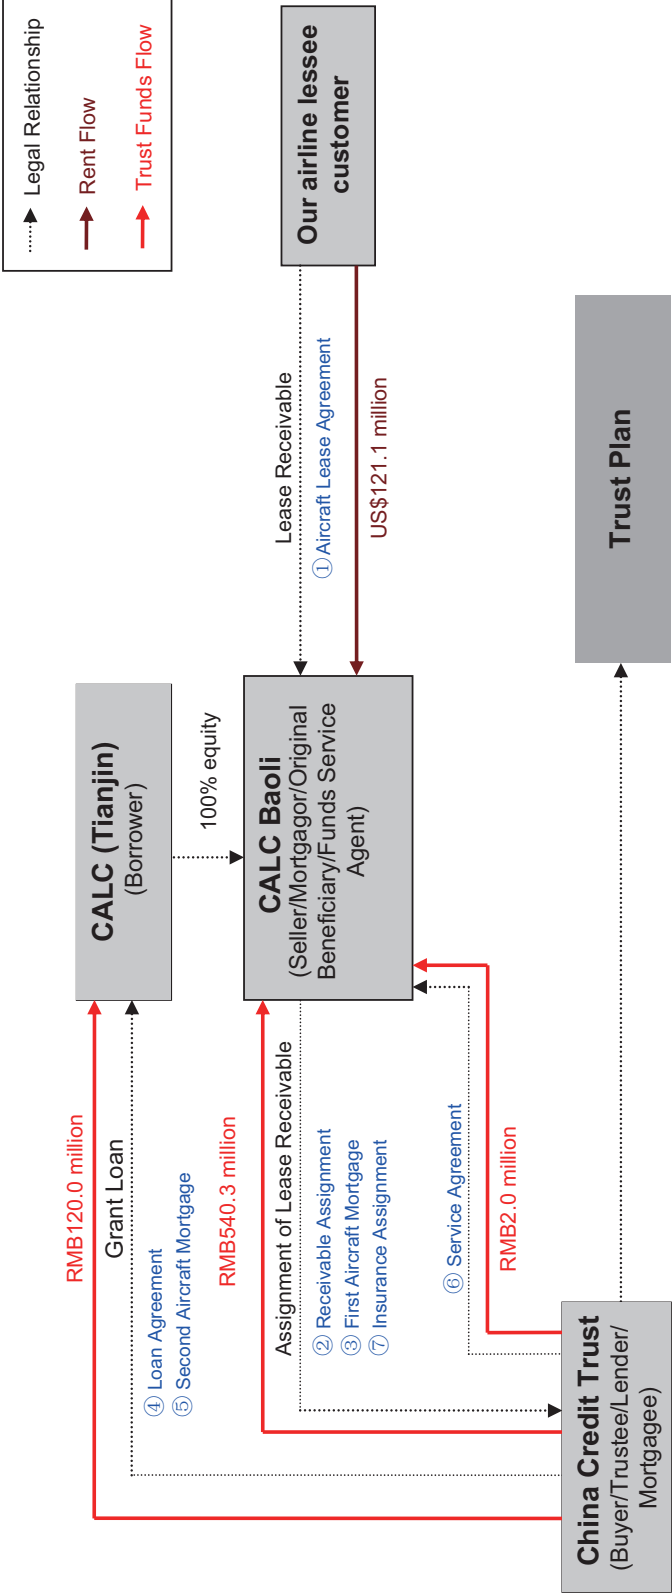 Legal Relationship
Rent Flow
Trust Funds Flow
RMB120.0 million
Grant Loan
④ Loan Agreement
⑤ Second Aircraft Mortgage
CALC (Tianjin)
(Borrower)
100% equity
RMB540.3 million
Assignment of Lease Receivable
② Receivable Assignment
③ First Aircraft Mortgage
⑦ Insurance Assignment
CALC Baoli
(Seller/Mortgagor/Original
Beneficiary/Funds Service
Agent)
Lease Receivable
① Aircraft Lease Agreement
US$121.1 million
Our airline lessee
customer
⑥ Service Agreement
RMB2.0 million
China Credit Trust
(Buyer/Trustee/Lender/
Mortgagee)
Trust Plan